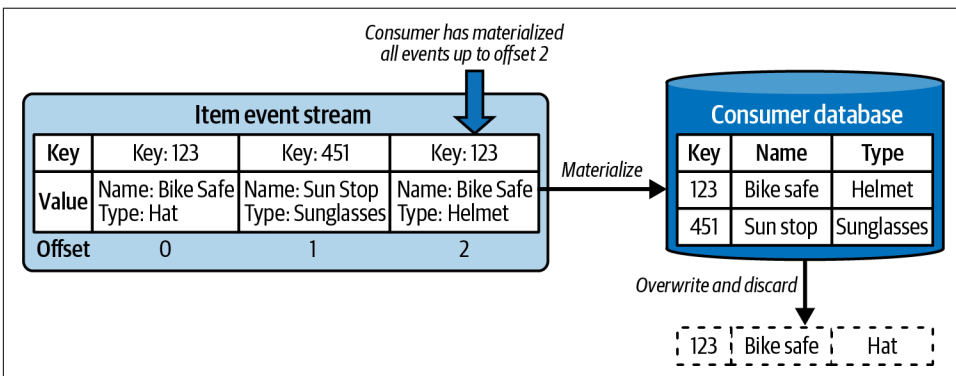 Consumer has materialized
all events up to offset 2
Item event stream
Key Key: 123 Key: 451 Key: 123
Value Name: Bike Safe Name: Sun Stop Name: Bike Safe
Type: Hat Type: Sunglasses Type: Helmet
Offset 0 1 2
Materialize
Consumer database
Key Name Type
123 Bike safe Helmet
451 Sun stop Sunglasses
Overwrite and discard
123 Bike safe Hat